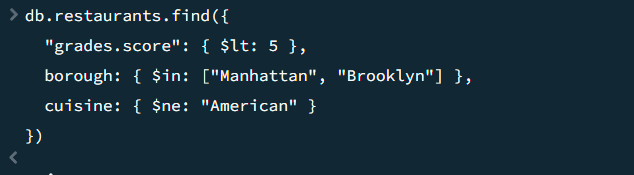 > db.restaurants.find({
"grades.score": { $lt: 5 },
borough: { $in: ["Manhattan", "Brooklyn"] },
cuisine: { $ne: "American" }
})
<